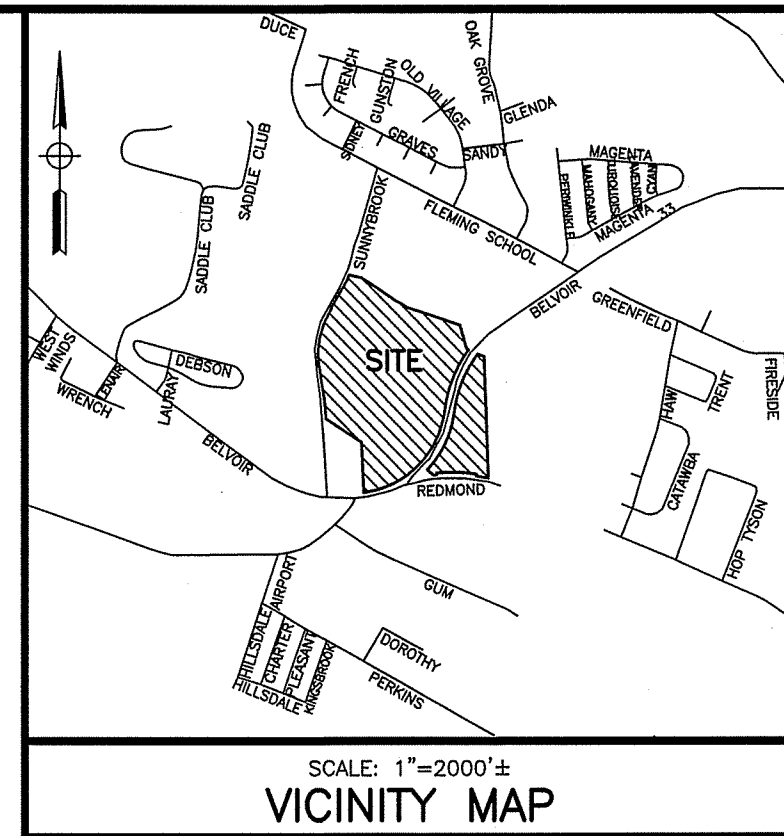 DUCE
FRENCH
GUNSTON
OLD VILLAGE
OAK GROVE
GLENDA
SIDNEY
GRAVES
SANDY
MAGENTA
PERIWINKLE
MAHOGANY
TURQUOISE
CYAN
MAGENTA
33
SADDLE CLUB
SADDLE CLUB
SUNNYBROOK
FLEMING SCHOOL
BELVOIR
GREENFIELD
WEST
WINDS
WRENCH
LENAIR
LAURAY
DEBSON
BELVOIR
SITE
REDMOND
HAW
TRENT
FIRESIDE
CATAWBA
HOP TYSON
GUM
AIRPORT
HILLSDALE
CHARTER
PLEASANT
KINGSBROOK
HILLSDALE
DOROTHY
PERKINS
SCALE: 1"=2000'±
VICINITY MAP